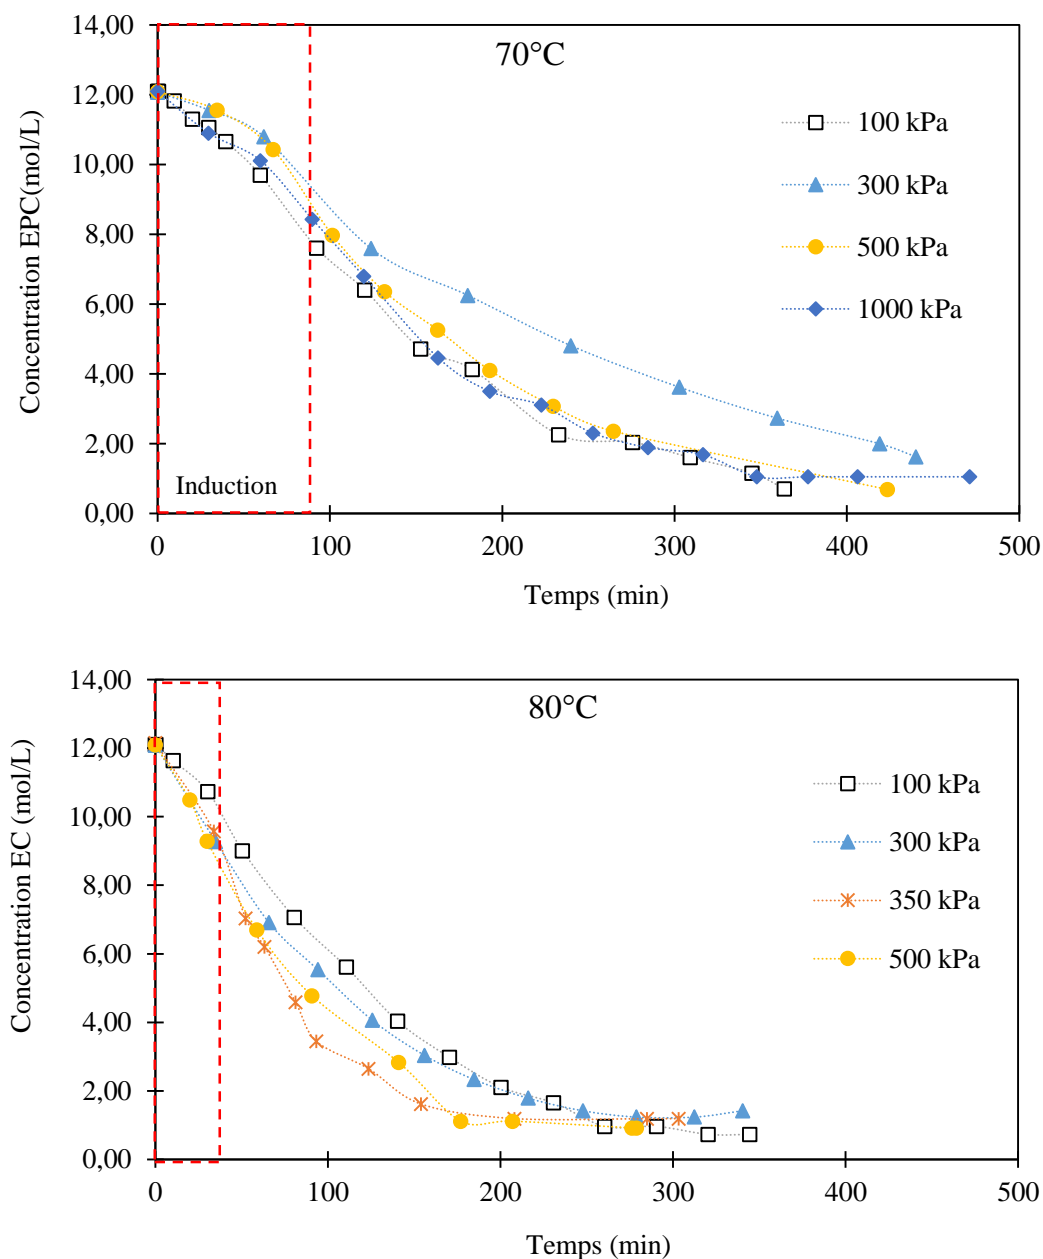 14,00
70°C
12,00
100 kPa
10,00
300 kPa
8,00
500 kPa
6,00
1000 kPa
4,00
2,00
Induction
0,00
0 100 200 300 400 500
Concentration EPC(mol/L)
Temps (min)
14,00
80°C
12,00
100 kPa
10,00
300 kPa
8,00
350 kPa
6,00
500 kPa
4,00
2,00
0,00
0 100 200 300 400 500
Concentration EC (mol/L)
Temps (min)